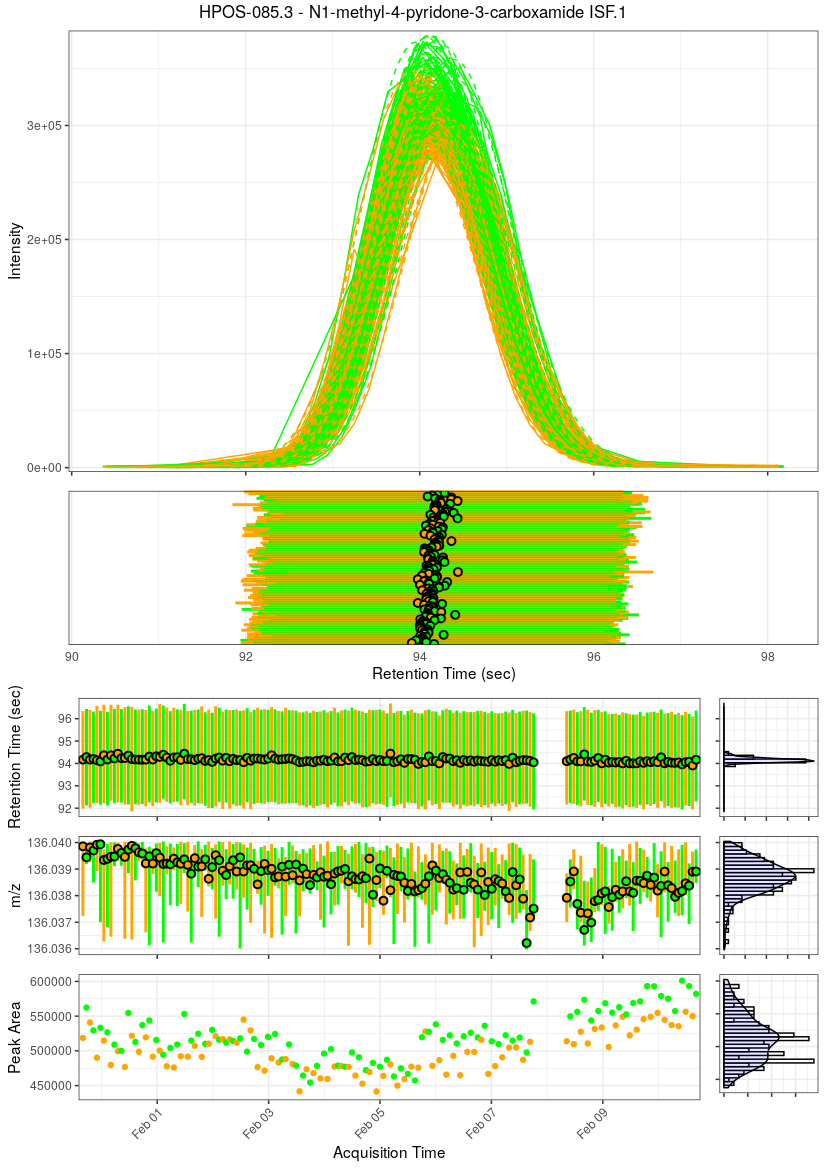 HPOS-085.3 - N1-methyl-4-pyridone-3-carboxamide ISF.1
Intensity
3e+05
2e+05
1e+05
0e+00
90
92
94
96
98
Retention Time (sec)
Retention Time (sec)
96
95
94
93
92
m/z
136.040
136.039
136.038
136.037
136.036
Peak Area
600000
550000
500000
450000
Feb 01
Feb 03
Feb 05
Feb 07
Feb 09
Acquisition Time